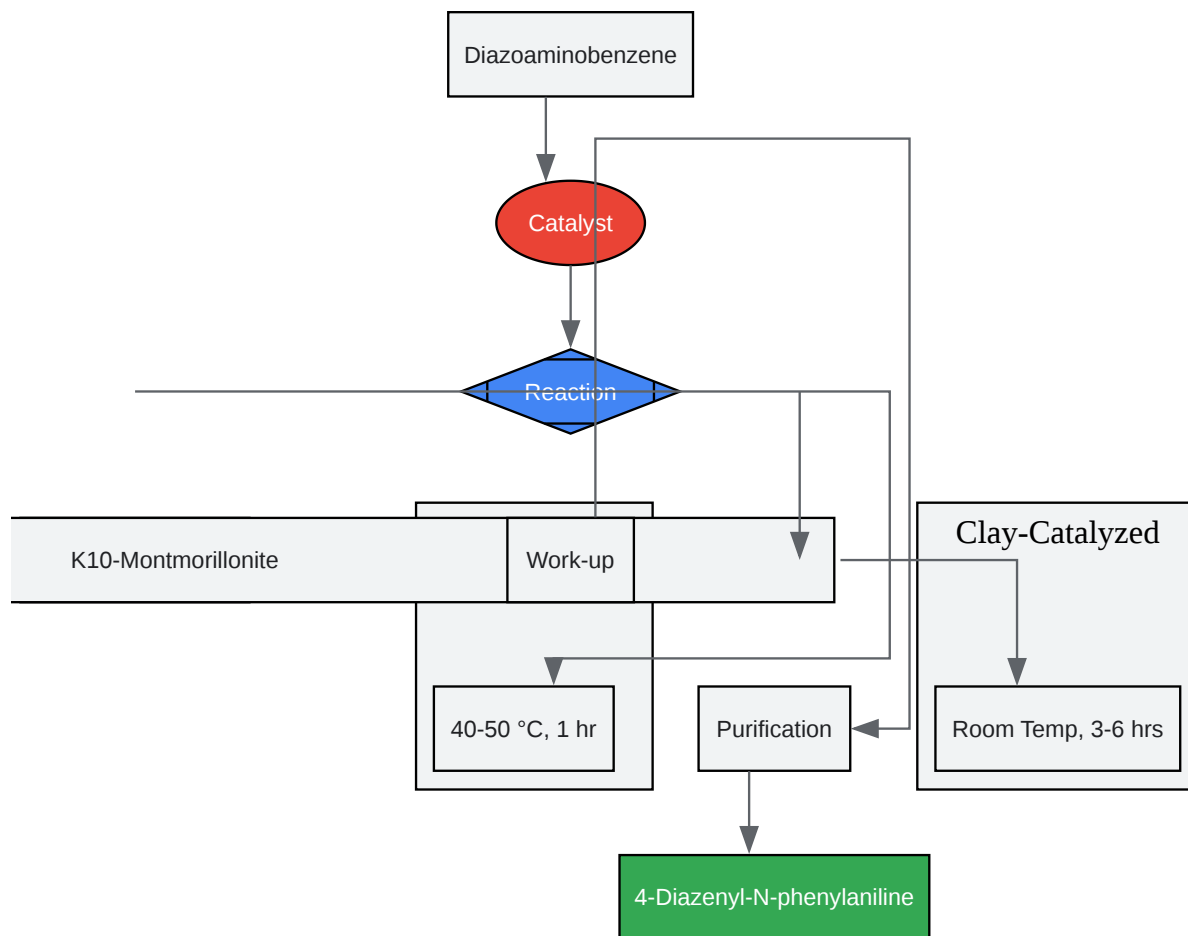 Diazoaminobenzene
Catalyst
Reaction
K10-Montmorillonite
Work-up
Clay-Catalyzed
40-50 °C, 1 hr
Purification
Room Temp, 3-6 hrs
4-Diazenyl-N-phenylaniline